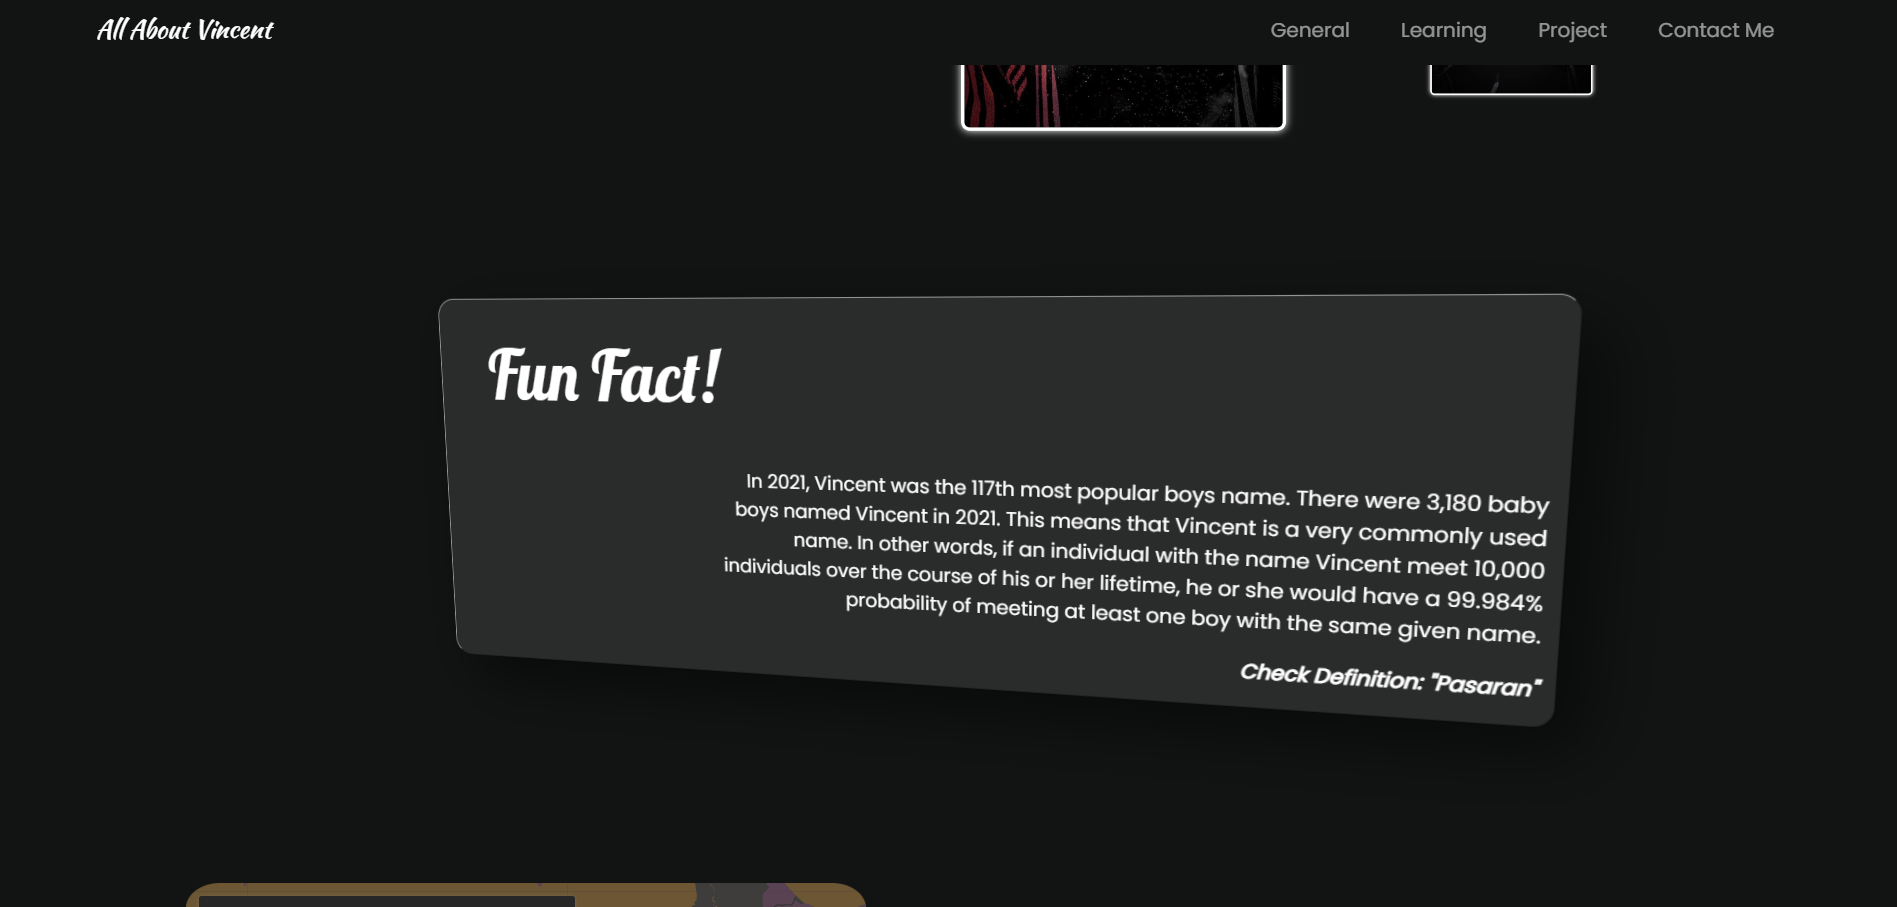 All About Vincent
General Learning Project Contact Me
Fun Fact!
In 2021, Vincent was the 117th most popular boys name. There were 3,180 baby
boys named Vincent in 2021. This means that Vincent is a very commonly used
name. In other words, if an individual with the name Vincent meet 10,000
individuals over the course of his or her lifetime, he or she would have a 99.984%
probability of meeting at least one boy with the same given name.
Check Definition: "Pasaran"